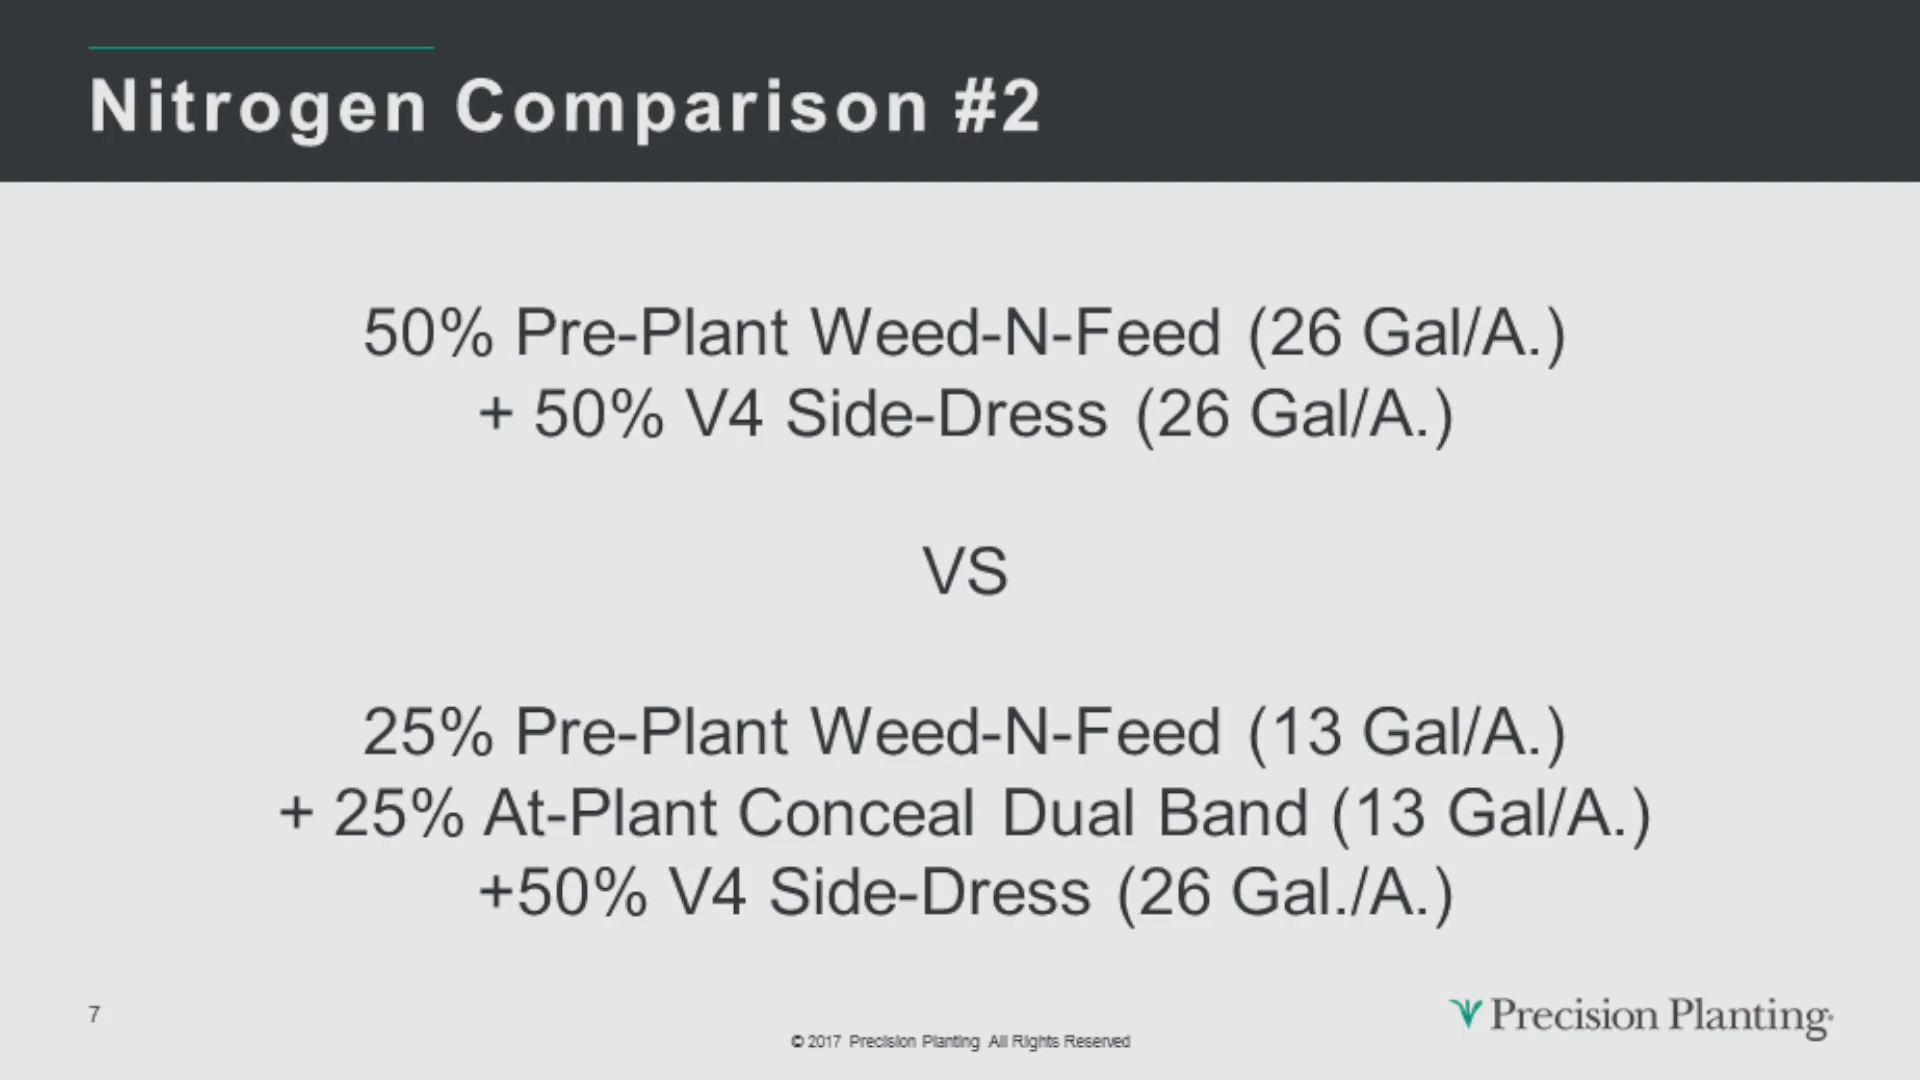 Nitrogen Comparison #2
50% Pre-Plant Weed-N-Feed (26 Gal/A.)
+ 50% V4 Side-Dress (26 Gal/A.)
VS
25% Pre-Plant Weed-N-Feed (13 Gal/A.)
+ 25% At-Plant Conceal Dual Band (13 Gal/A.)
+50% V4 Side-Dress (26 Gal./A.)
7
Precision Planting
© 2017 Precision Planting All Rights Reserved